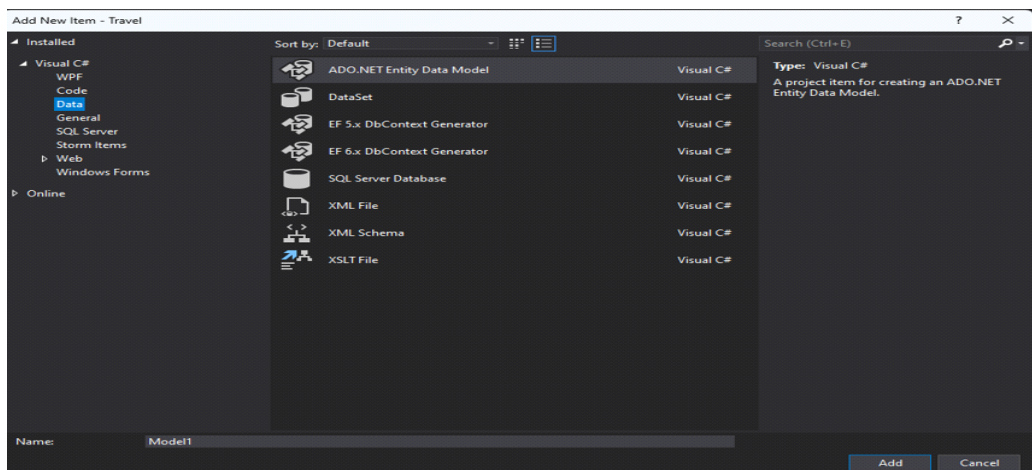 Add New Item - Travel
?
Installed
Sort by: Default
Search (Ctrl+E)
Visual C#
WPF
Code
Data
General
SQL Server
Storm Items
Web
Windows Forms
Online
ADO.NET Entity Data Model Visual C#
DataSet Visual C#
EF 5.x DbContext Generator Visual C#
EF 6.x DbContext Generator Visual C#
SQL Server Database Visual C#
XML File Visual C#
XML Schema Visual C#
XSLT File Visual C#
Type: Visual C#
A project item for creating an ADO.NET
Entity Data Model.
Name: Model1
Add Cancel